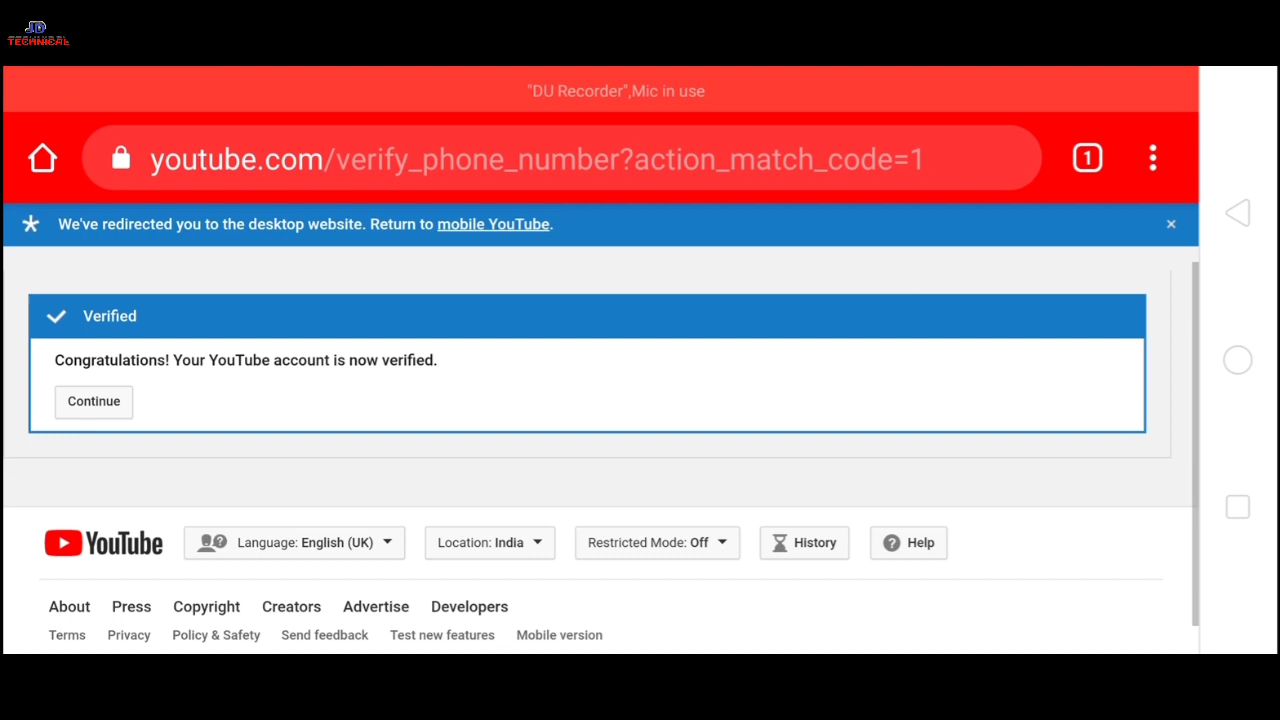 JD
TECHNICAL
"DU Recorder",Mic in use
youtube.com/verify_phone_number?action_match_code=1
1
We've redirected you to the desktop website. Return to mobile YouTube.
Verified
Congratulations! Your YouTube account is now verified.
Continue
YouTube Language: English (UK) Location: India Restricted Mode: Off History Help
About Press Copyright Creators Advertise Developers
Terms Privacy Policy & Safety Send feedback Test new features Mobile version